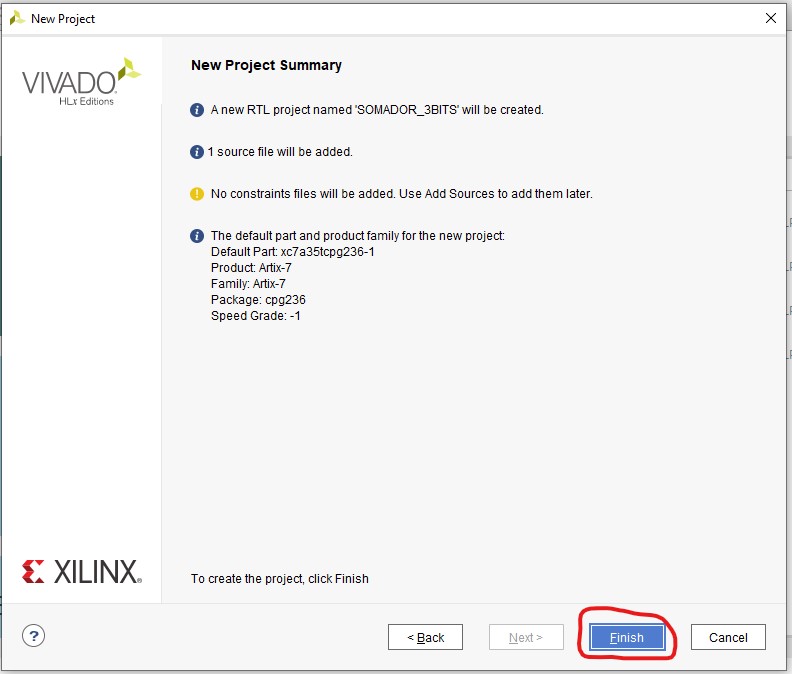 New Project
VIVADO
HLx Editions
New Project Summary
A new RTL project named 'SOMADOR_3BITS' will be created.
1 source file will be added.
No constraints files will be added. Use Add Sources to add them later.
The default part and product family for the new project:
Default Part: xc7a35tcpg236-1
Product: Artix-7
Family: Artix-7
Package: cpg236
Speed Grade: -1
XILINX
To create the project, click Finish
?
< Back
Next >
Finish
Cancel